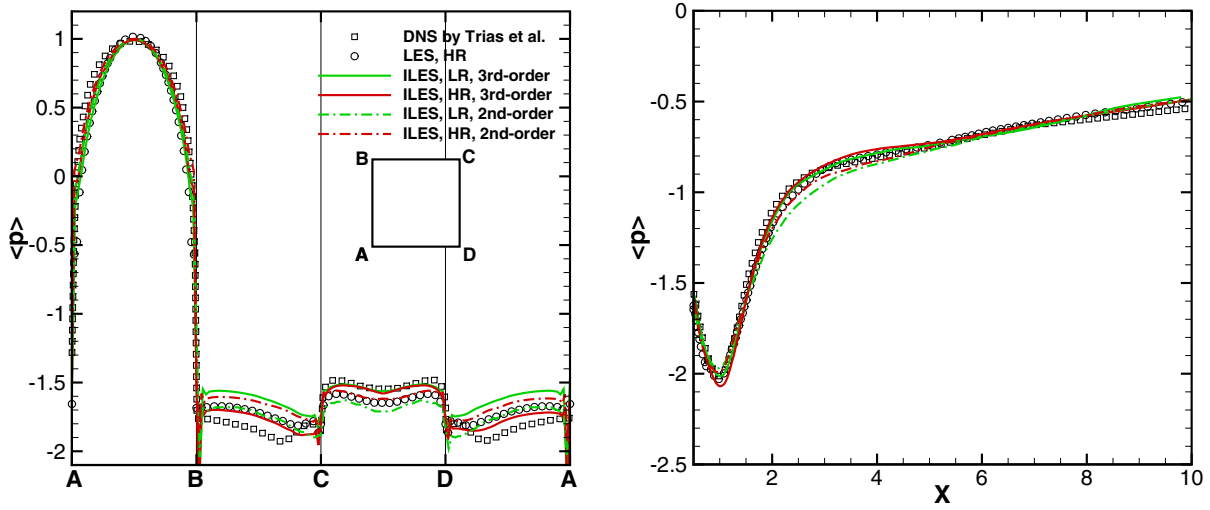 DNS by Trias et al.
LES, HR
ILES, LR, 3rd-order
ILES, HR, 3rd-order
ILES, LR, 2nd-order
ILES, HR, 2nd-order
B C
A D
1
0.5
0
-0.5
-1
-1.5
-2
<p>
A B C D A
0
-0.5
-1
-1.5
-2
-2.5
<p>
2 4 6 8 10
X